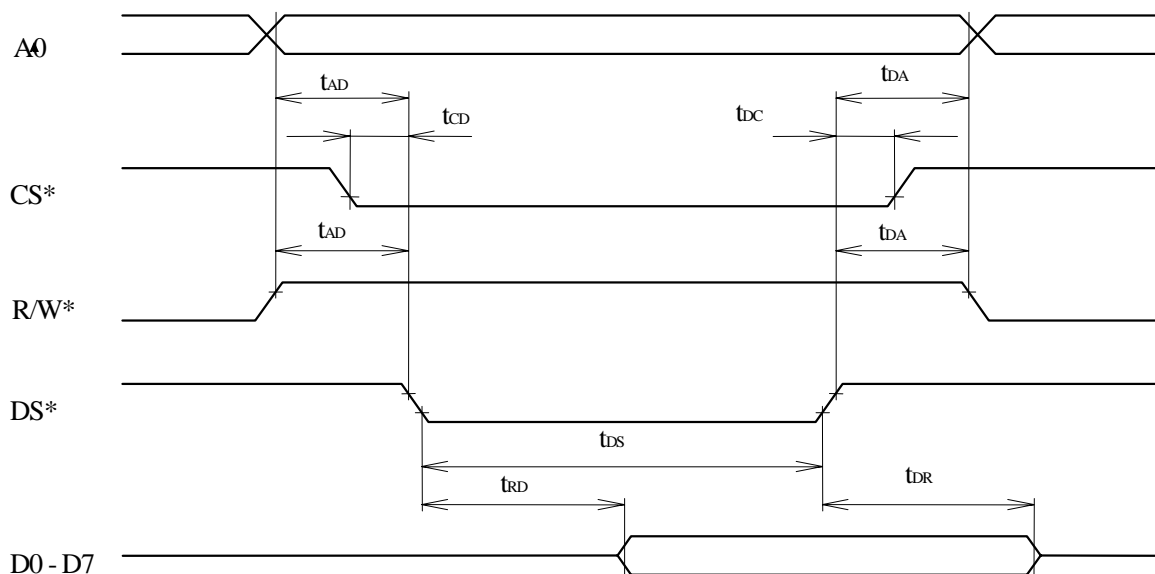 A0
tAD
tDA
tCD
tDC
CS*
tAD
tDA
R/W*
DS*
tDS
tRD
tDR
D0 - D7